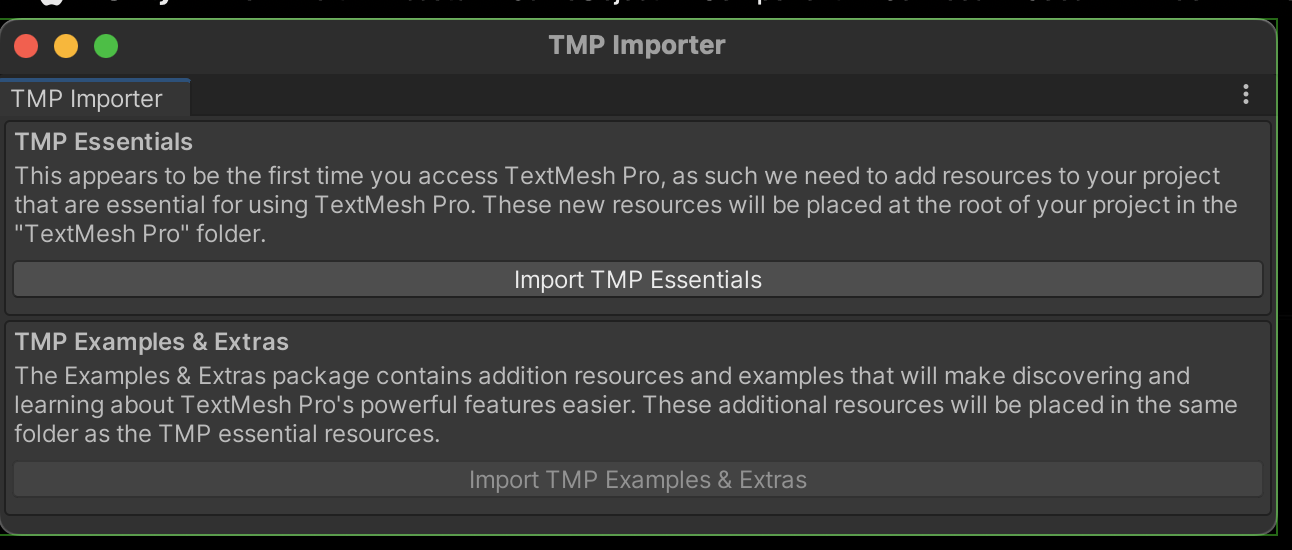 TMP Importer
TMP Importer
TMP Essentials
This appears to be the first time you access TextMesh Pro, as such we need to add resources to your project
that are essential for using TextMesh Pro. These new resources will be placed at the root of your project in the
"TextMesh Pro" folder.
Import TMP Essentials
TMP Examples & Extras
The Examples & Extras package contains addition resources and examples that will make discovering and
learning about TextMesh Pro's powerful features easier. These additional resources will be placed in the same
folder as the TMP essential resources.
Import TMP Examples & Extras